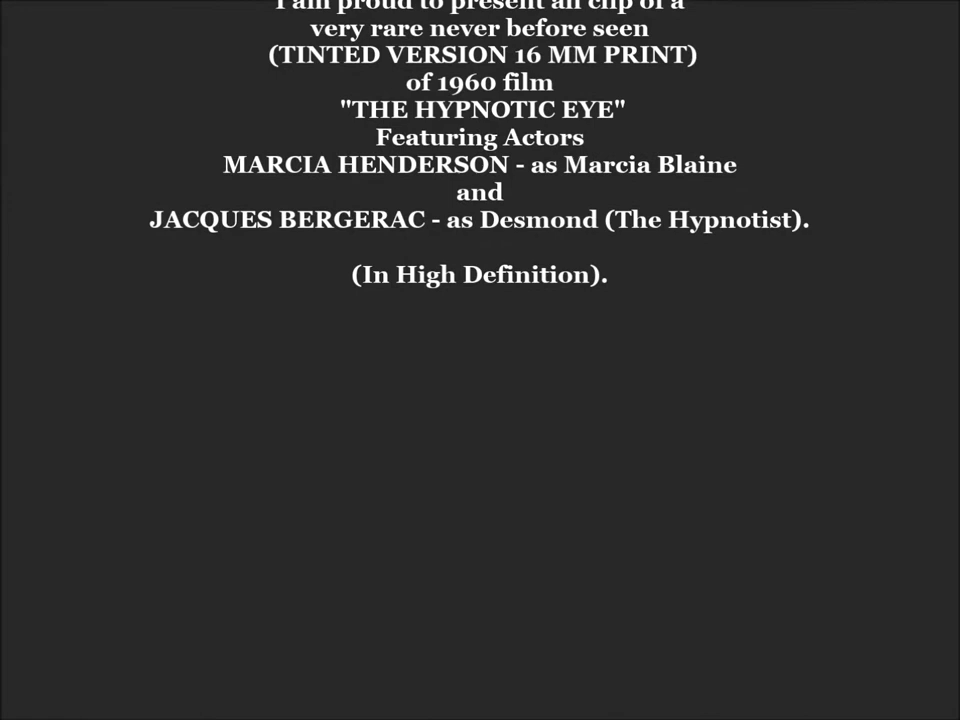 I am proud to present an clip of a
very rare never before seen
(TINTED VERSION 16 MM PRINT)
of 1960 film
"THE HYPNOTIC EYE"
Featuring Actors
MARCIA HENDERSON - as Marcia Blaine
and
JACQUES BERGERAC - as Desmond (The Hypnotist).
(In High Definition).